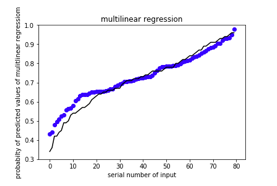 multilinear regression
probability of predicted values of mulitlinear regression
1.0
0.9
0.8
0.7
0.6
0.5
0.4
0.3
0 10 20 30 40 50 60 70 80
serial number of input